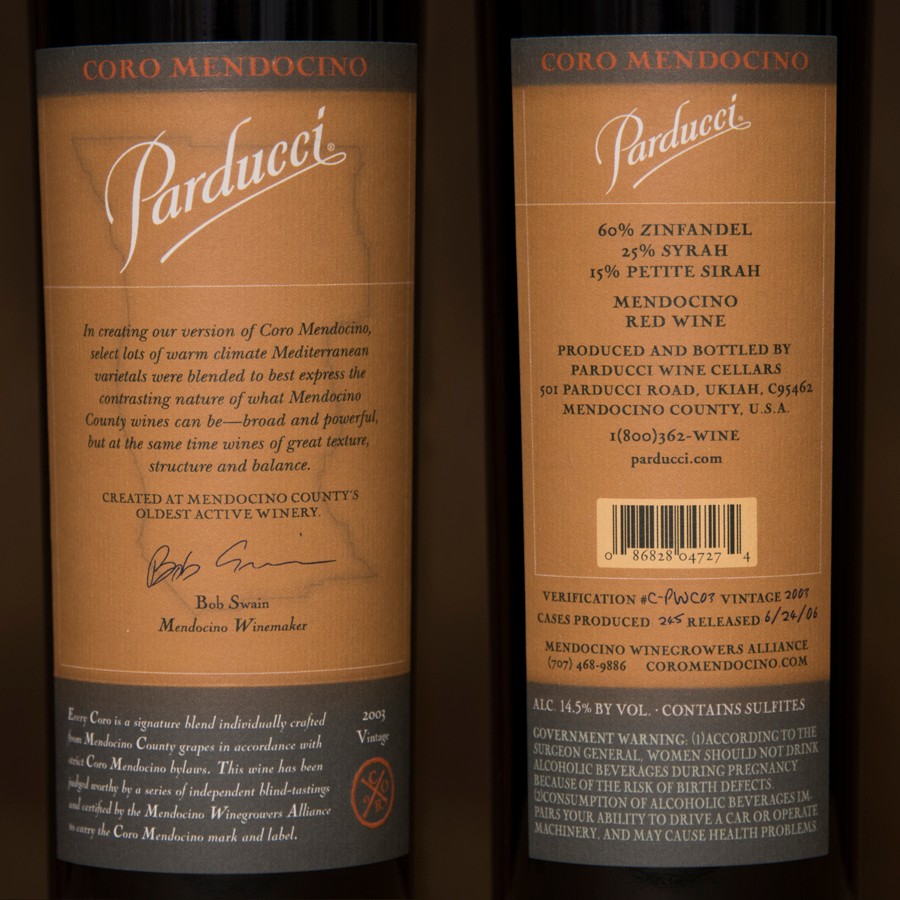 CORO MENDOCINO
Parducci®
In creating our version of Coro Mendocino,
select lots of warm climate Mediterranean
varietals were blended to best express the
contrasting nature of what Mendocino
County wines can be—broad and powerful,
but at the same time wines of great texture,
structure and balance.
CREATED AT MENDOCINO COUNTY'S
OLDEST ACTIVE WINERY.
Bob Swain
Bob Swain
Mendocino Winemaker
Every Coro is a signature blend individually crafted
from Mendocino County grapes in accordance with
strict Coro Mendocino bylaws. This wine has been
judged worthy by a series of independent blind-tastings
and certified by the Mendocino Winegrowers Alliance
to carry the Coro Mendocino mark and label.
2003
Vintage
CORO
CORO MENDOCINO
Parducci®
60% ZINFANDEL
25% SYRAH
15% PETITE SIRAH
MENDOCINO
RED WINE
PRODUCED AND BOTTLED BY
PARDUCCI WINE CELLARS
501 PARDUCCI ROAD, UKIAH, C95462
MENDOCINO COUNTY, U.S.A.
1(800)362-WINE
parducci.com
0 86828 04727 4
VERIFICATION #C-PWC03 VINTAGE 2003
CASES PRODUCED 245 RELEASED 6/24/06
MENDOCINO WINEGROWERS ALLIANCE
(707) 468-9886 COROMENDOCINO.COM
ALC. 14.5% BY VOL. · CONTAINS SULFITES
GOVERNMENT WARNING: (1)ACCORDING TO THE
SURGEON GENERAL, WOMEN SHOULD NOT DRINK
ALCOHOLIC BEVERAGES DURING PREGNANCY
BECAUSE OF THE RISK OF BIRTH DEFECTS.
(2)CONSUMPTION OF ALCOHOLIC BEVERAGES IM-
PAIRS YOUR ABILITY TO DRIVE A CAR OR OPERATE
MACHINERY, AND MAY CAUSE HEALTH PROBLEMS.